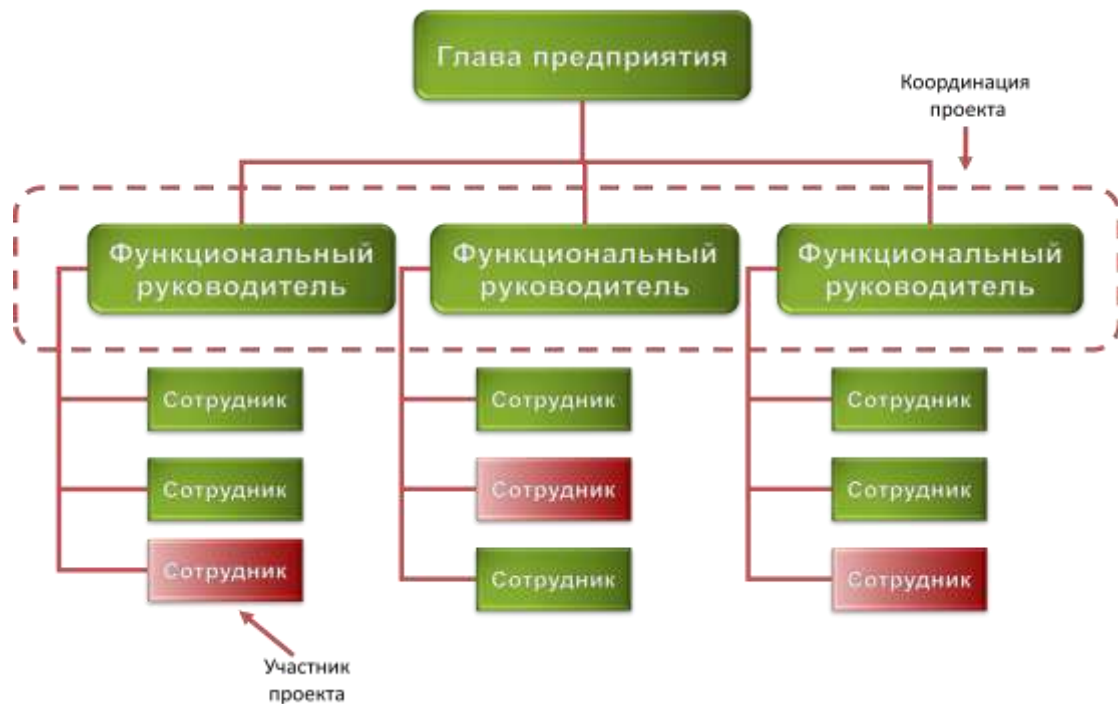 Глава предприятия
Координация
проекта
Функциональный
руководитель
Функциональный
руководитель
Функциональный
руководитель
Сотрудник
Сотрудник
Сотрудник
Сотрудник
Сотрудник
Сотрудник
Сотрудник
Сотрудник
Сотрудник
Участник
проекта